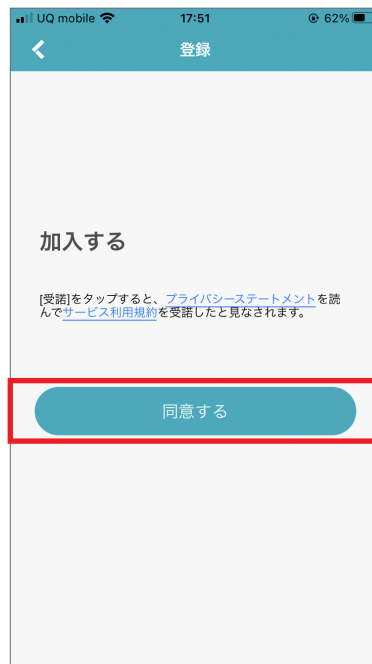 UQ mobile 17:51 62%
登録
加入する
[受諾]をタップすると、プライバシーステートメントを読
んでサービス利用規約を受諾したと見なされます。
同意する